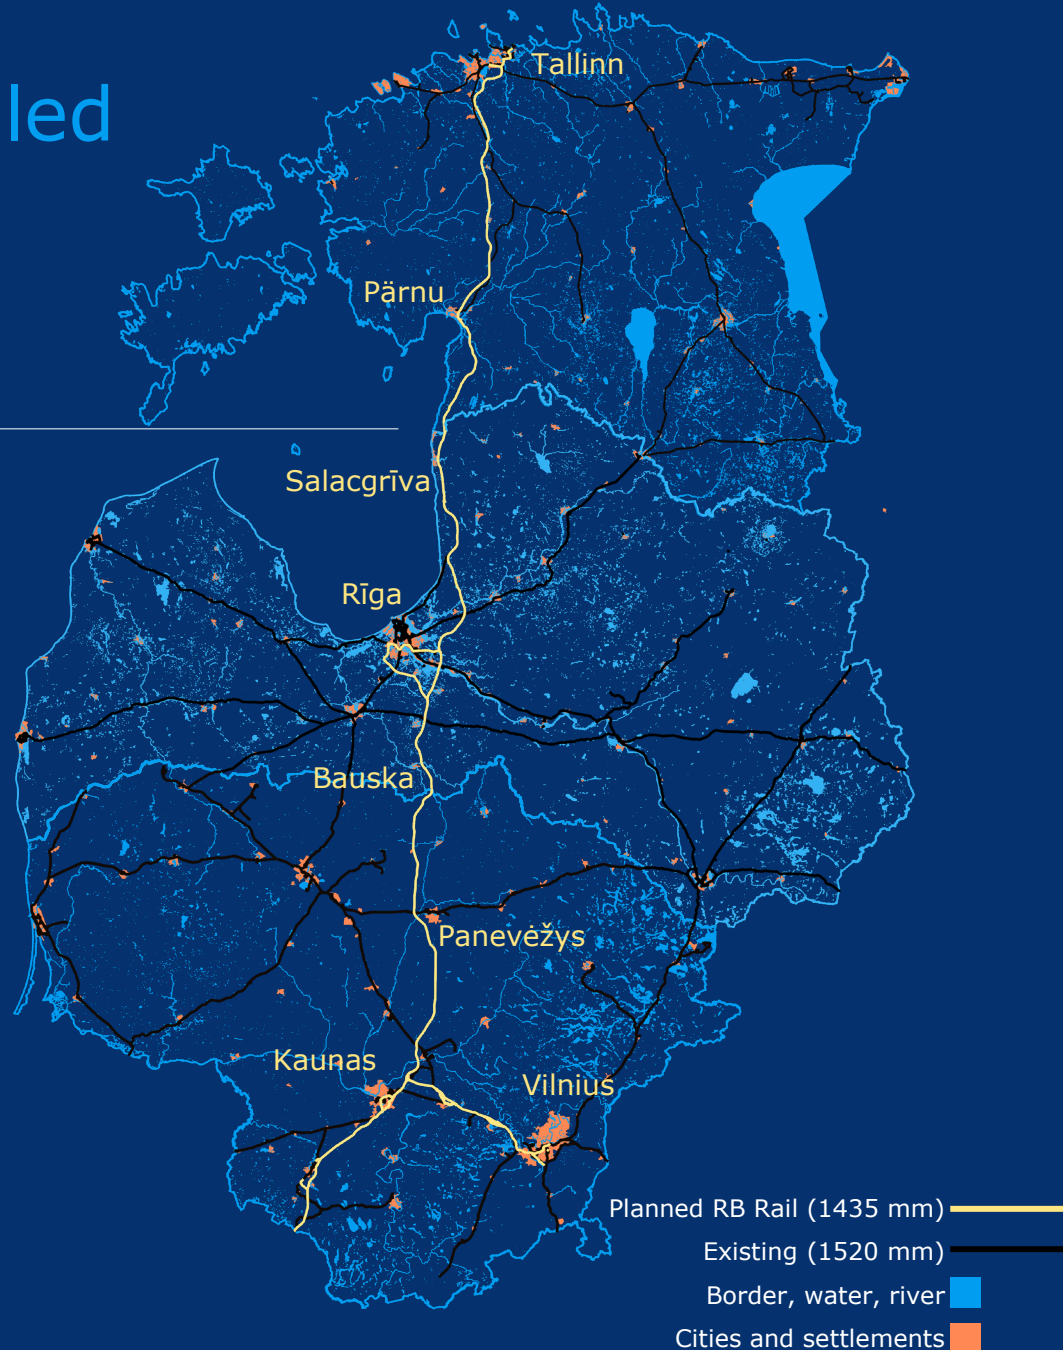 led
Tallinn
Pärnu
Salacgrīva
Rīga
Bauska
Panevėžys
Kaunas
Vilnius
Planned RB Rail (1435 mm)
Existing (1520 mm)
Border, water, river
Cities and settlements